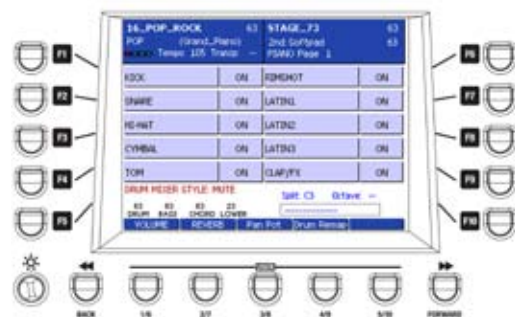 16_POP_ROCK 63 STAGE_73 63
POP (Grand_Piano) 2nd Softpad 63
Tempo 105 Transp -- PIANO Page 1
KICK ON RIMSHOT ON
SNARE ON LATIN1 ON
HI-HAT ON LATIN2 ON
CYMBAL ON LATIN3 ON
TOM ON CLAP/FX ON
DRUM MIXER STYLE MUTE
Split C3 Octave --
63 63 63 23
DRUM BASS CHORD LOWER
VOLUME REVERB Pan Pot. Drum Remap
F1
F2
F3
F4
F5
F6
F7
F8
F9
F10
BACK 1/6 2/7 3/8 4/9 5/10 FORWARD